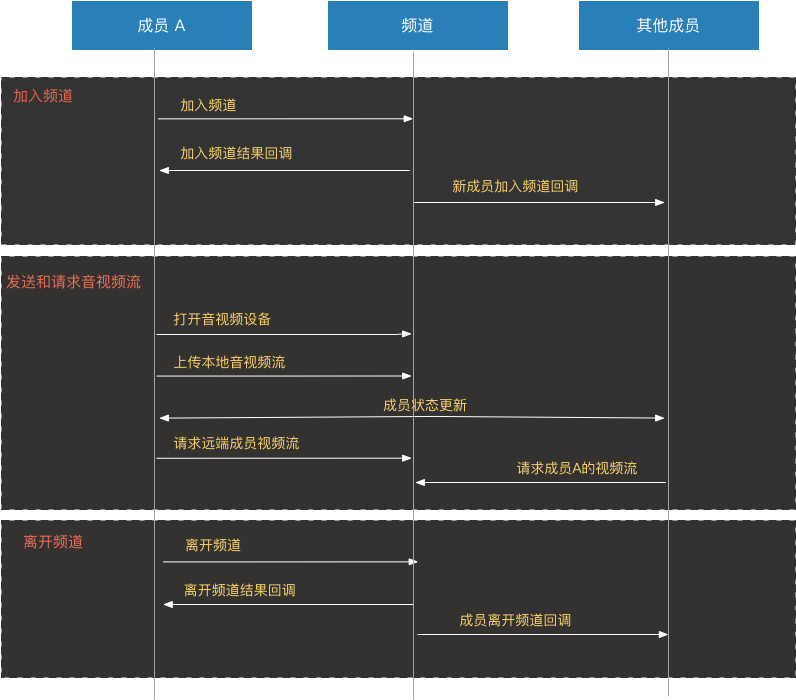 成员 A
频道
其他成员
加入频道
加入频道
加入频道结果回调
新成员加入频道回调
发送和请求音视频流
打开音视频设备
上传本地音视频流
成员状态更新
请求远端成员视频流
请求成员A的视频流
离开频道
离开频道
离开频道结果回调
成员离开频道回调